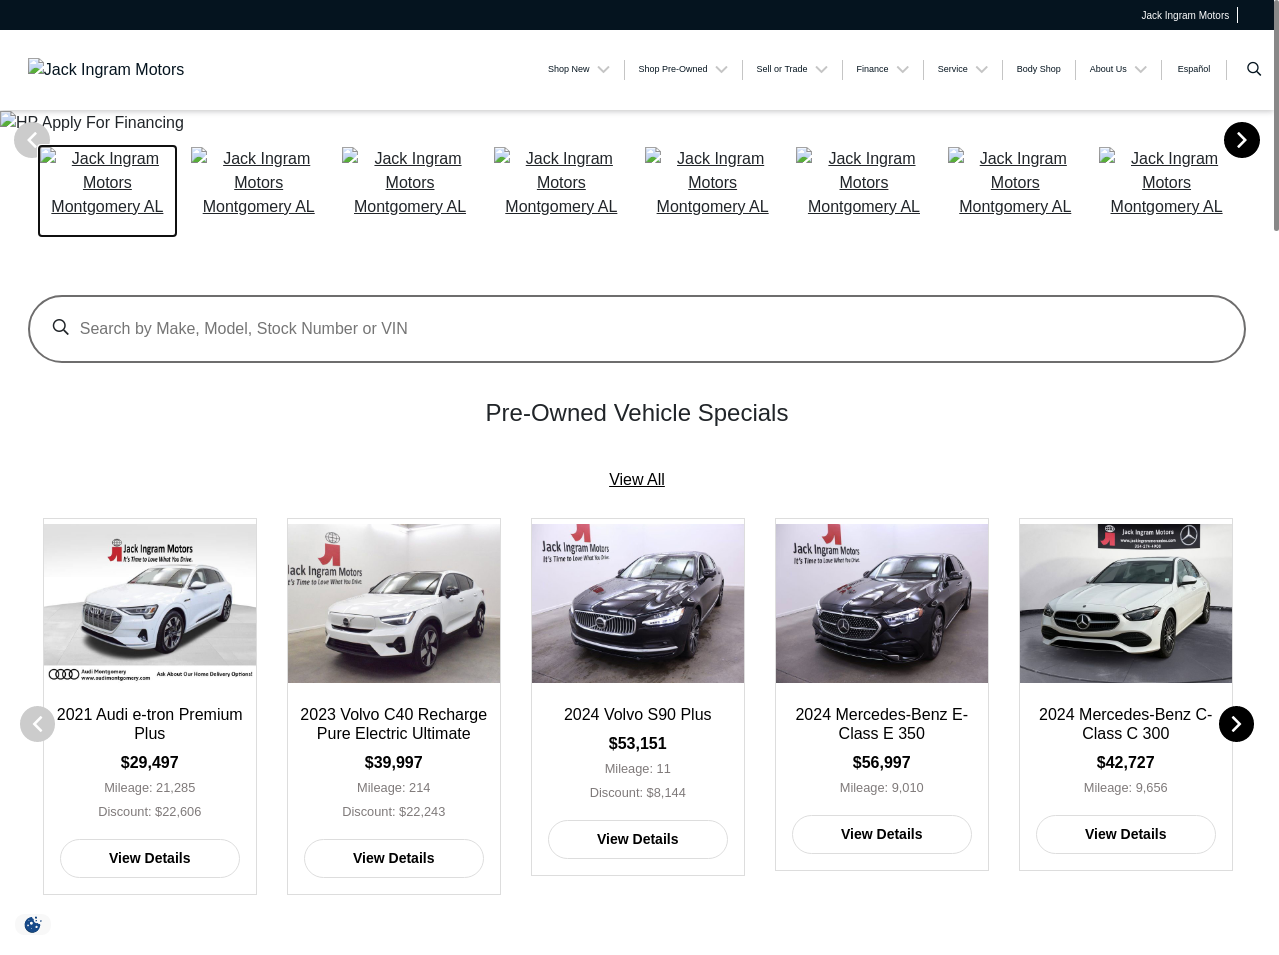 Jack Ingram Motors
Jack Ingram Motors
Shop New
Shop Pre-Owned
Sell or Trade
Finance
Service
Body Shop
About Us
Español
HP Apply For Financing
Jack Ingram
Motors
Montgomery AL
Jack Ingram
Motors
Montgomery AL
Jack Ingram
Motors
Montgomery AL
Jack Ingram
Motors
Montgomery AL
Jack Ingram
Motors
Montgomery AL
Jack Ingram
Motors
Montgomery AL
Jack Ingram
Motors
Montgomery AL
Jack Ingram
Motors
Montgomery AL
Search by Make, Model, Stock Number or VIN
Pre-Owned Vehicle Specials
View All
Jack Ingram Motors
It's Time to Love What You Drive.
Audi Montgomery
www.audimontgomery.com
Ask About Our Home Delivery Options!
2021 Audi e-tron Premium
Plus
$29,497
Mileage: 21,285
Discount: $22,606
View Details
Jack Ingram Motors
It's Time to Love What You Drive.
2023 Volvo C40 Recharge
Pure Electric Ultimate
$39,997
Mileage: 214
Discount: $22,243
View Details
Jack Ingram Motors
It's Time to Love What You Drive.
2024 Volvo S90 Plus
$53,151
Mileage: 11
Discount: $8,144
View Details
Jack Ingram Motors
It's Time to Love What You Drive.
2024 Mercedes-Benz E-
Class E 350
$56,997
Mileage: 9,010
View Details
Jack Ingram Motors
2024 Mercedes-Benz C-
Class C 300
$42,727
Mileage: 9,656
View Details